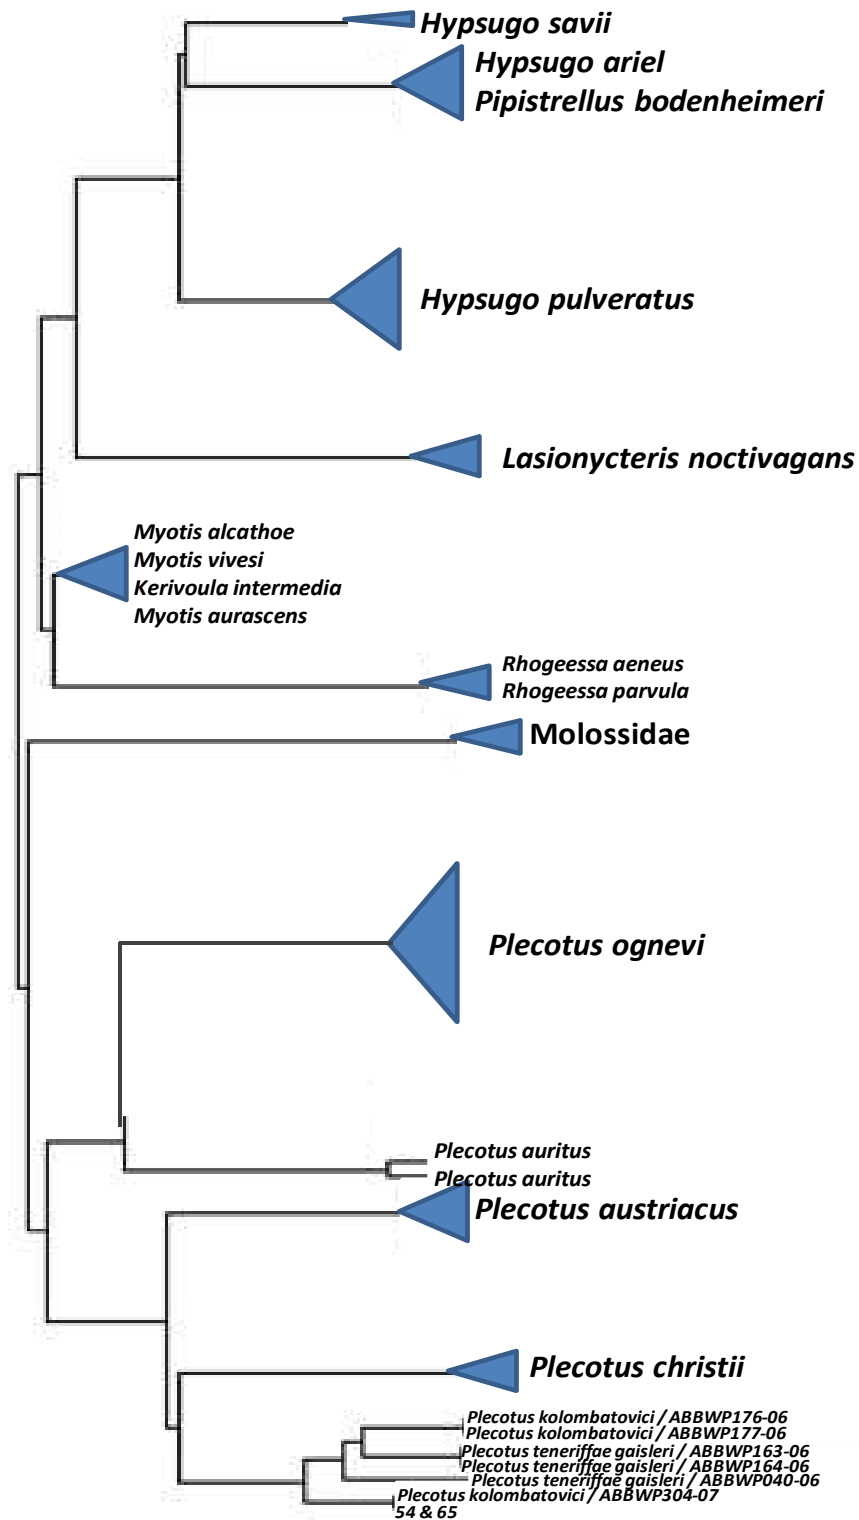 Hypsugo savii
Hypsugo ariel
Pipistrellus bodenheimeri
Hypsugo pulveratus
Lasionycteris noctivagans
Myotis alcathoe
Myotis vivesi
Kerivoula intermedia
Myotis aurascens
Rhogeessa aeneus
Rhogeessa parvula
Molossidae
Plecotus ognevi
Plecotus auritus
Plecotus auritus
Plecotus austriacus
Plecotus christii
Plecotus kolombatovici / ABBWP176-06
Plecotus kolombatovici / ABBWP177-06
Plecotus teneriffae gaisleri / ABBWP163-06
Plecotus teneriffae gaisleri / ABBWP164-06
Plecotus teneriffae gaisleri / ABBWP040-06
Plecotus kolombatovici / ABBWP304-07
54 & 65